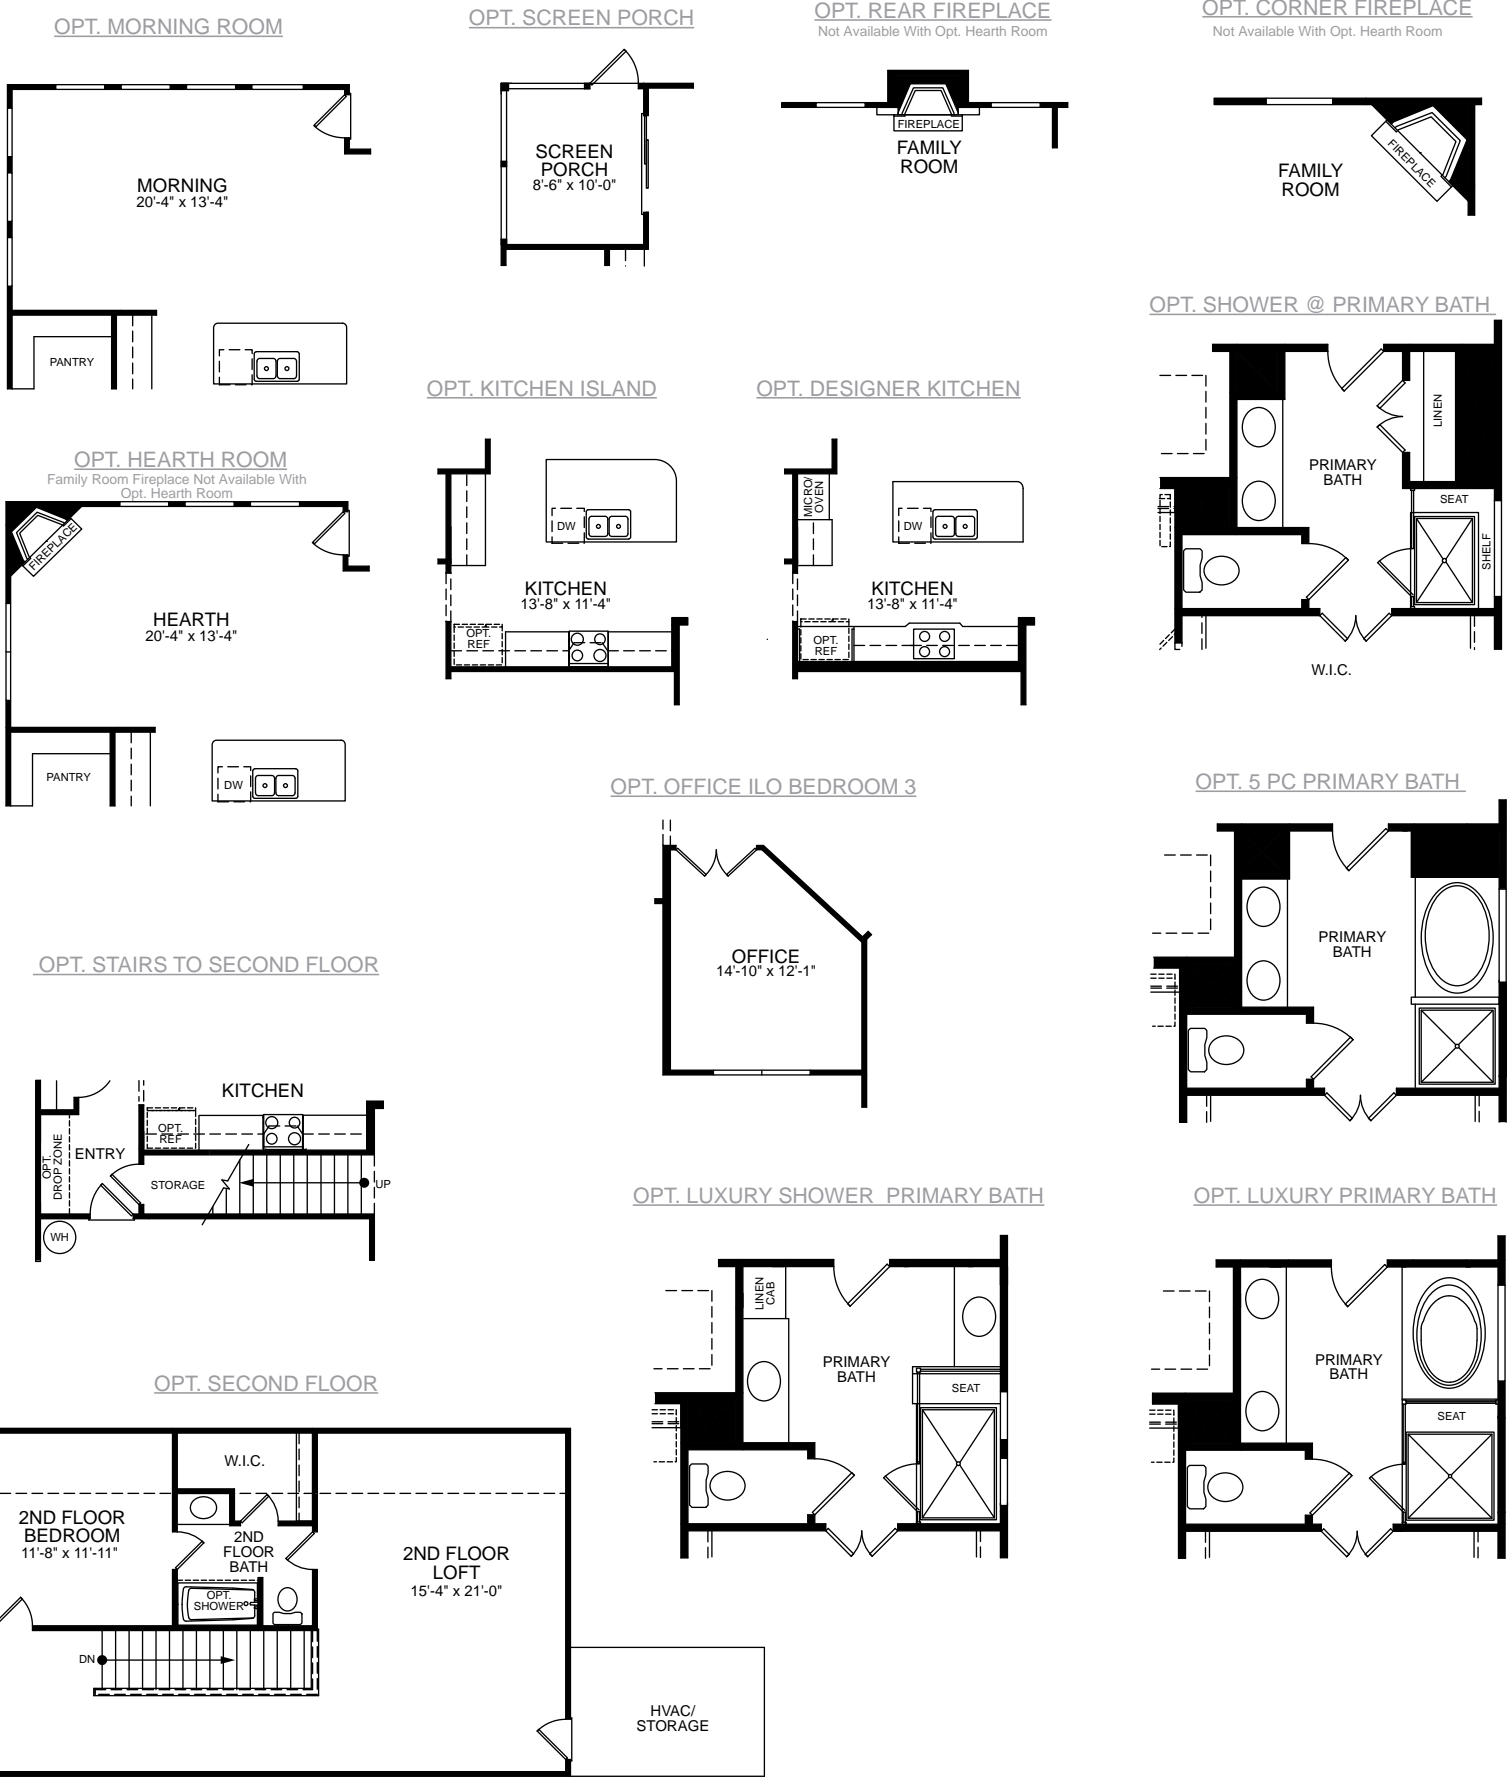 OPT. MORNING ROOM
MORNING
20'-4" x 13'-4"
PANTRY
OPT. SCREEN PORCH
SCREEN
PORCH
8'-6" x 10'-0"
OPT. REAR FIREPLACE
Not Available With Opt. Hearth Room
FIREPLACE
FAMILY
ROOM
OPT. CORNER FIREPLACE
Not Available With Opt. Hearth Room
FIREPLACE
FAMILY
ROOM
OPT. HEARTH ROOM
Family Room Fireplace Not Available With
Opt. Hearth Room
FIREPLACE
HEARTH
20'-4" x 13'-4"
PANTRY
DW
OPT. KITCHEN ISLAND
DW
KITCHEN
13'-8" x 11'-4"
OPT.
REF
OPT. DESIGNER KITCHEN
MICRO/
OVEN
DW
KITCHEN
13'-8" x 11'-4"
OPT.
REF
OPT. SHOWER @ PRIMARY BATH
LINEN
PRIMARY
BATH
SEAT
SHELF
W.I.C.
OPT. OFFICE ILO BEDROOM 3
OFFICE
14'-10" x 12'-1"
OPT. 5 PC PRIMARY BATH
PRIMARY
BATH
OPT. STAIRS TO SECOND FLOOR
KITCHEN
OPT.
REF
OPT.
DROP ZONE
ENTRY
STORAGE
UP
WH
OPT. LUXURY SHOWER PRIMARY BATH
LINEN
CAB
PRIMARY
BATH
SEAT
OPT. LUXURY PRIMARY BATH
PRIMARY
BATH
SEAT
OPT. SECOND FLOOR
W.I.C.
2ND FLOOR
BEDROOM
11'-8" x 11'-11"
2ND
FLOOR
BATH
OPT.
SHOWER
2ND FLOOR
LOFT
15'-4" x 21'-0"
DN
HVAC/
STORAGE